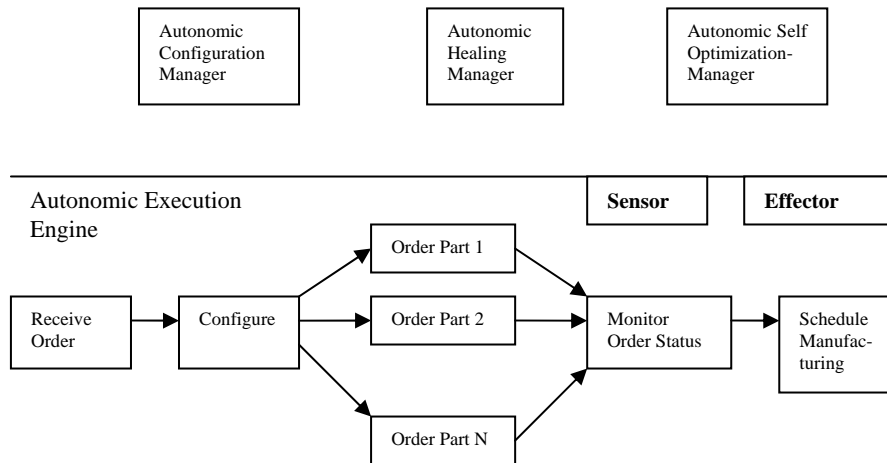 Autonomic
Configuration
Manager
Autonomic
Healing
Manager
Autonomic Self
Optimization-
Manager
Autonomic Execution
Engine
Sensor
Effector
Receive
Order
Configure
Order Part 1
Order Part 2
Order Part N
Monitor
Order Status
Schedule
Manufac-
turing